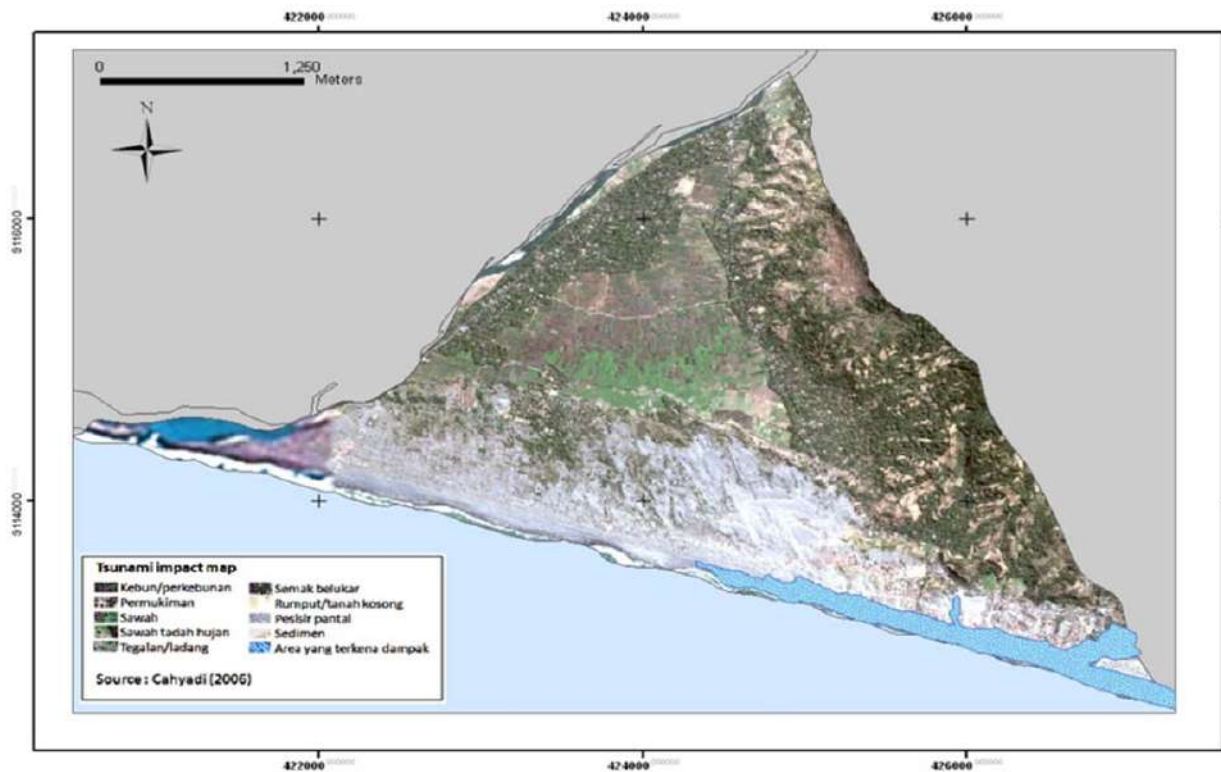 422000 424000 426000
0 1,250
Meters
N
9116000
9114000
Tsunami impact map
Kebun/perkebunan
Permukiman
Sawah
Sawah tadah hujan
Tegalan/ladang
Semak belukar
Rumput/tanah kosong
Pesisir pantai
Sedimen
Area yang terkena dampak
Source : Cahyadi (2006)
422000 424000 426000